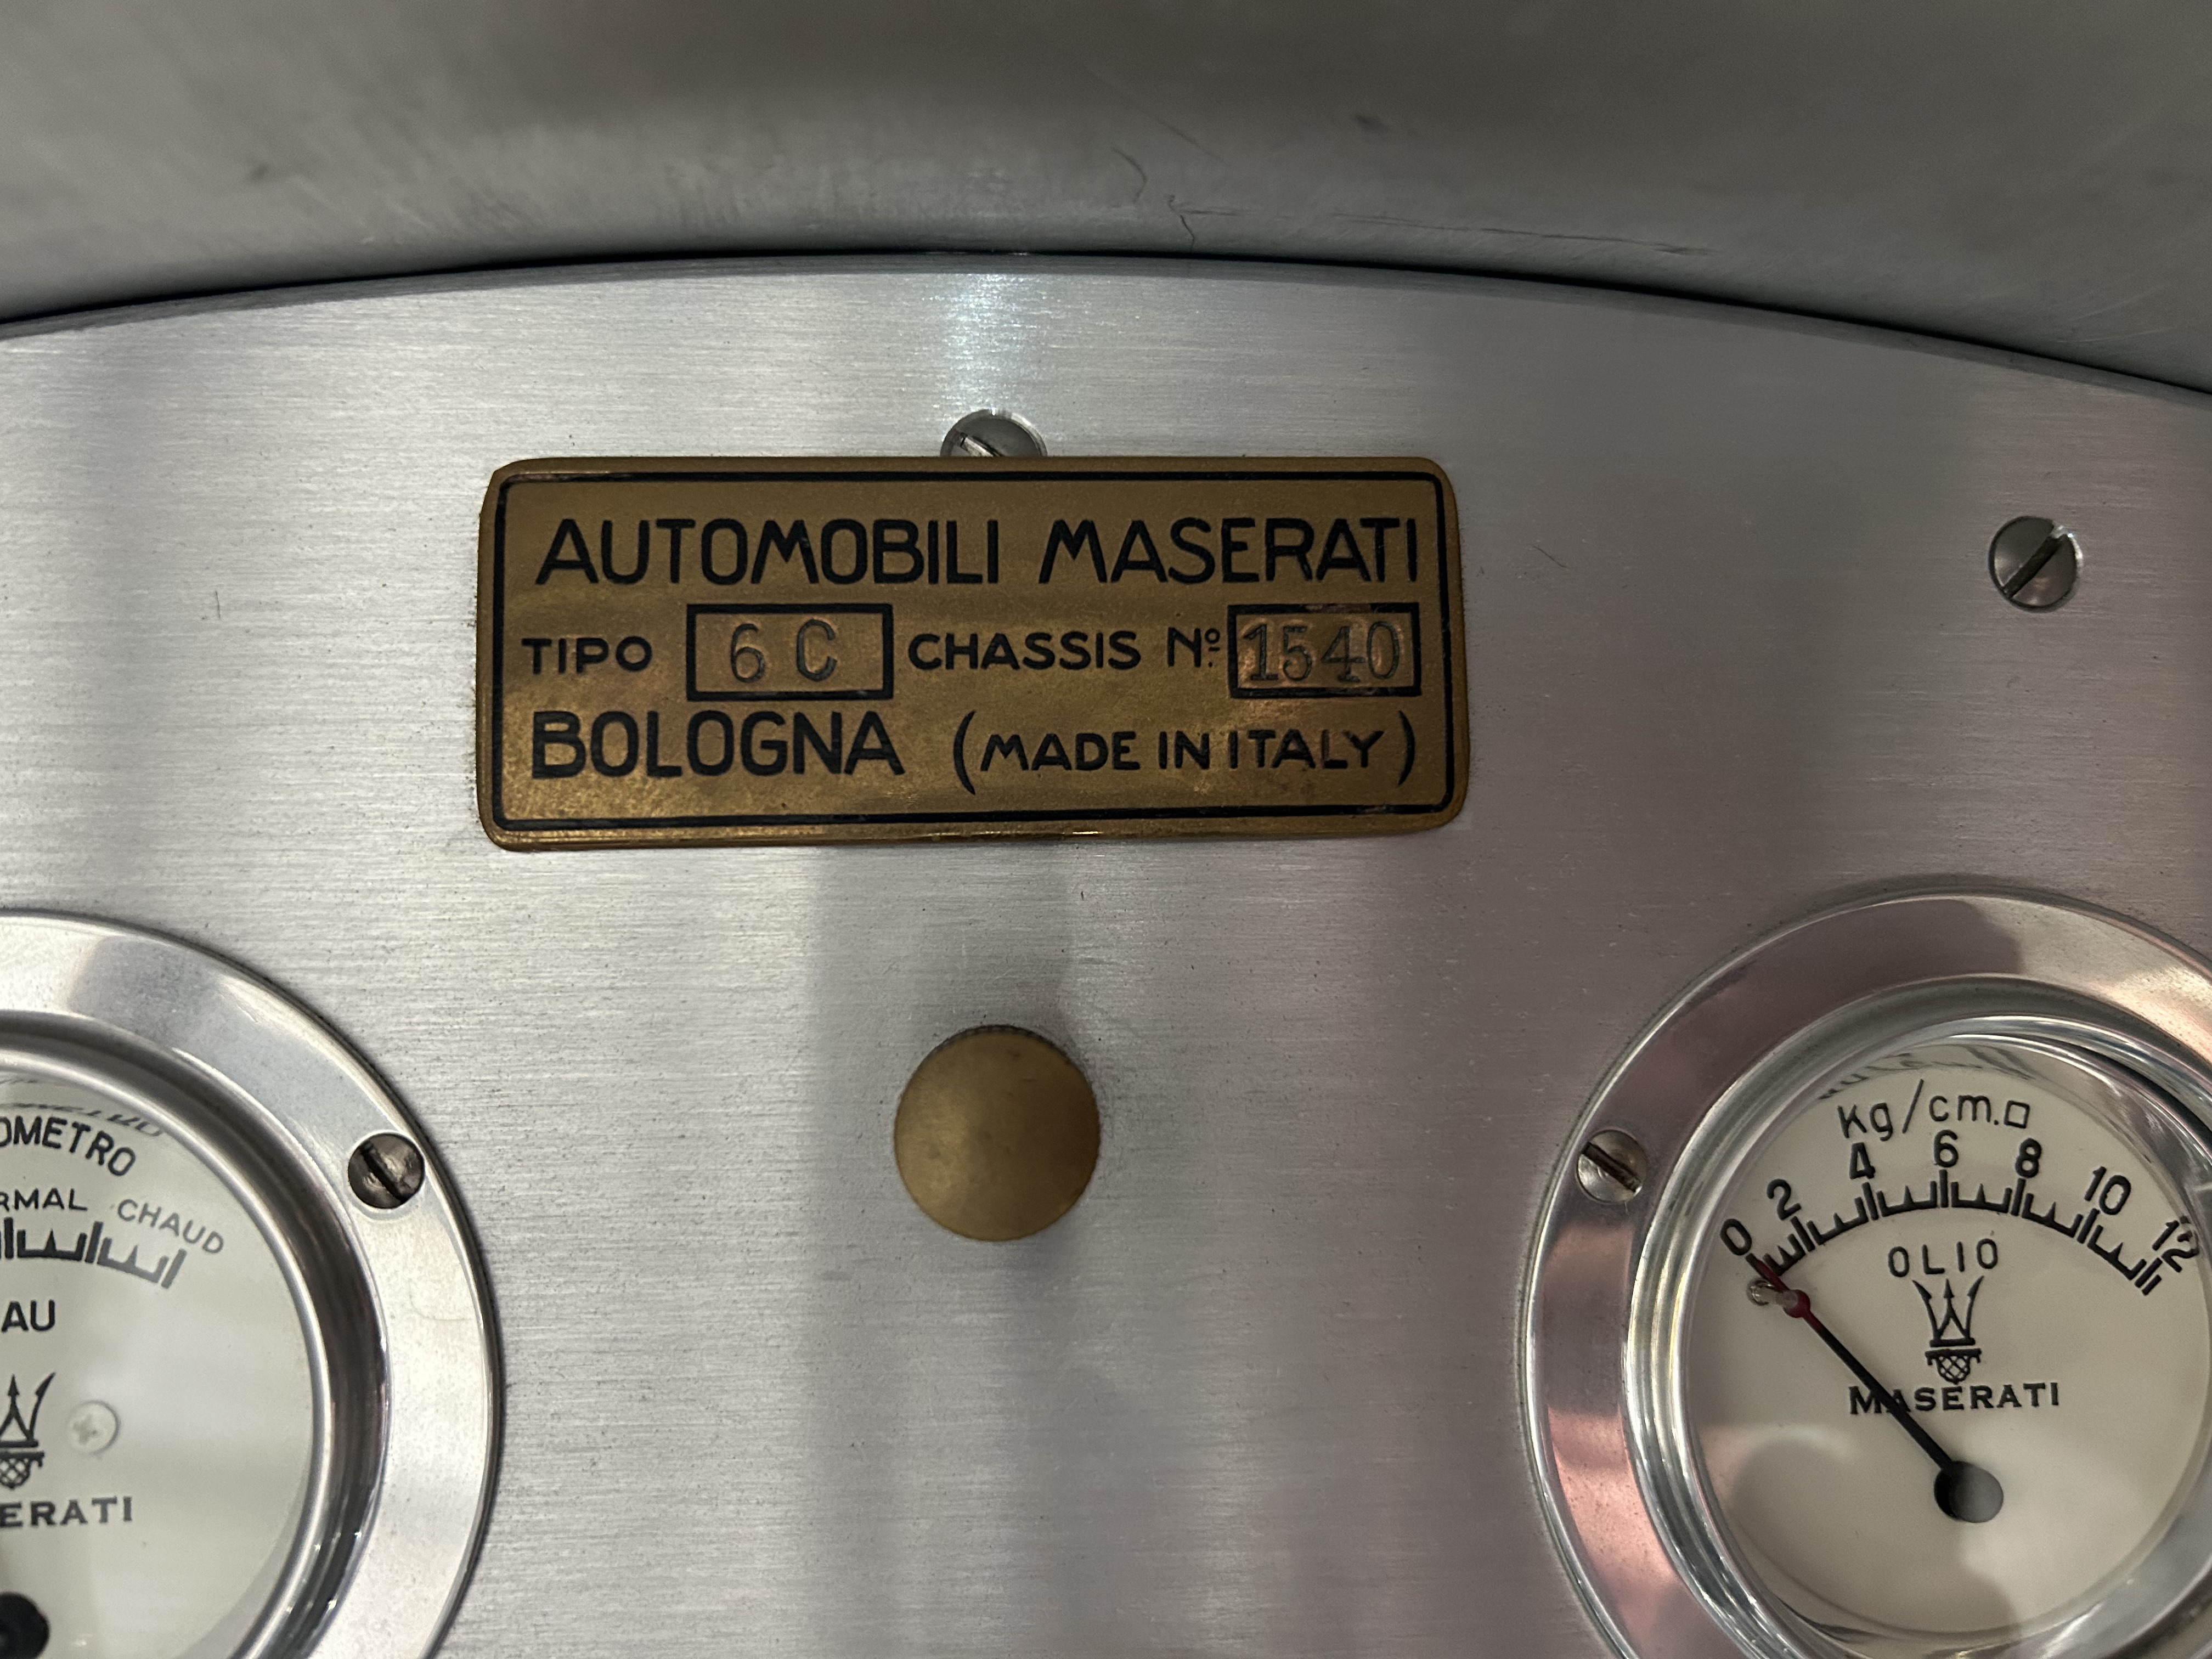 AUTOMOBILI MASERATI
TIPO 6 C CHASSIS Nº 1540
BOLOGNA (MADE IN ITALY)
OMETRO
RMAL CHAUD
AU
ERATI
Kg/cm.□
0 2 4 6 8 10 12
OLIO
MASERATI